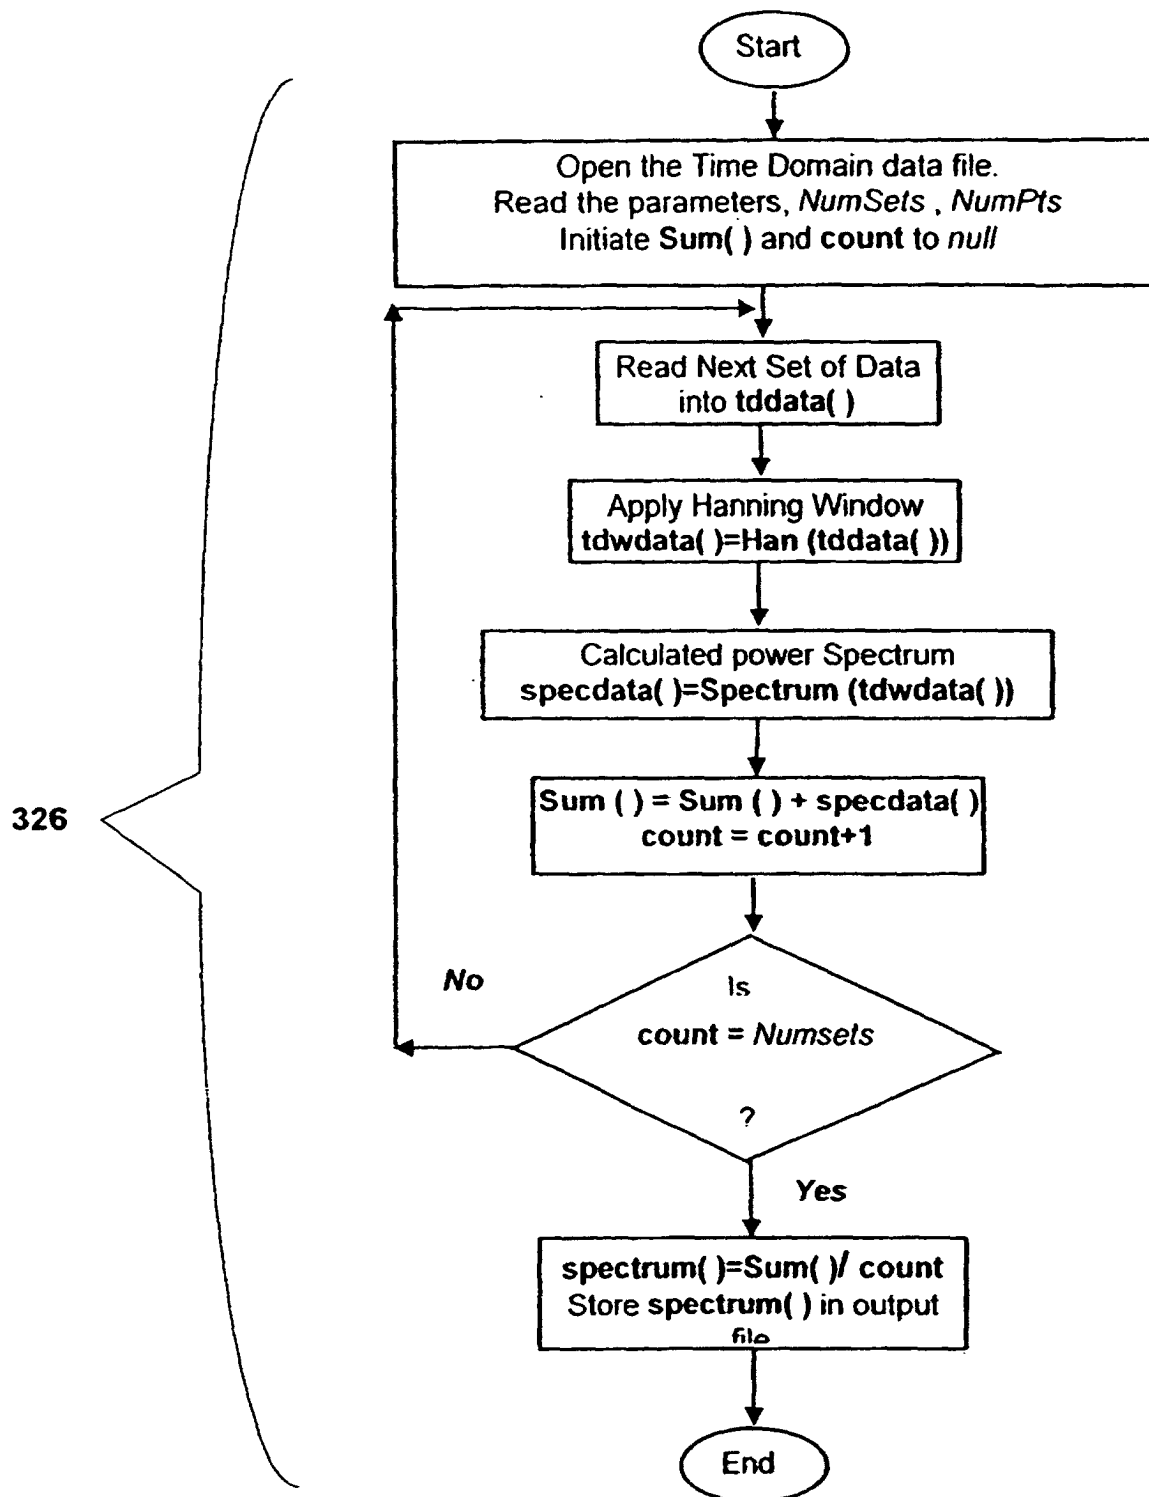 Start
Open the Time Domain data file.
Read the parameters, NumSets , NumPts
Initiate Sum( ) and count to null
Read Next Set of Data
into tddata( )
Apply Hanning Window
tdwdata( )=Han (tddata( ))
Calculated power Spectrum
specdata( )=Spectrum (tdwdata( ))
Sum ( ) = Sum ( ) + specdata( )
count = count+1
326
No
Is
count = Numsets
?
Yes
spectrum( )=Sum( )/ count
Store spectrum( ) in output
file
End